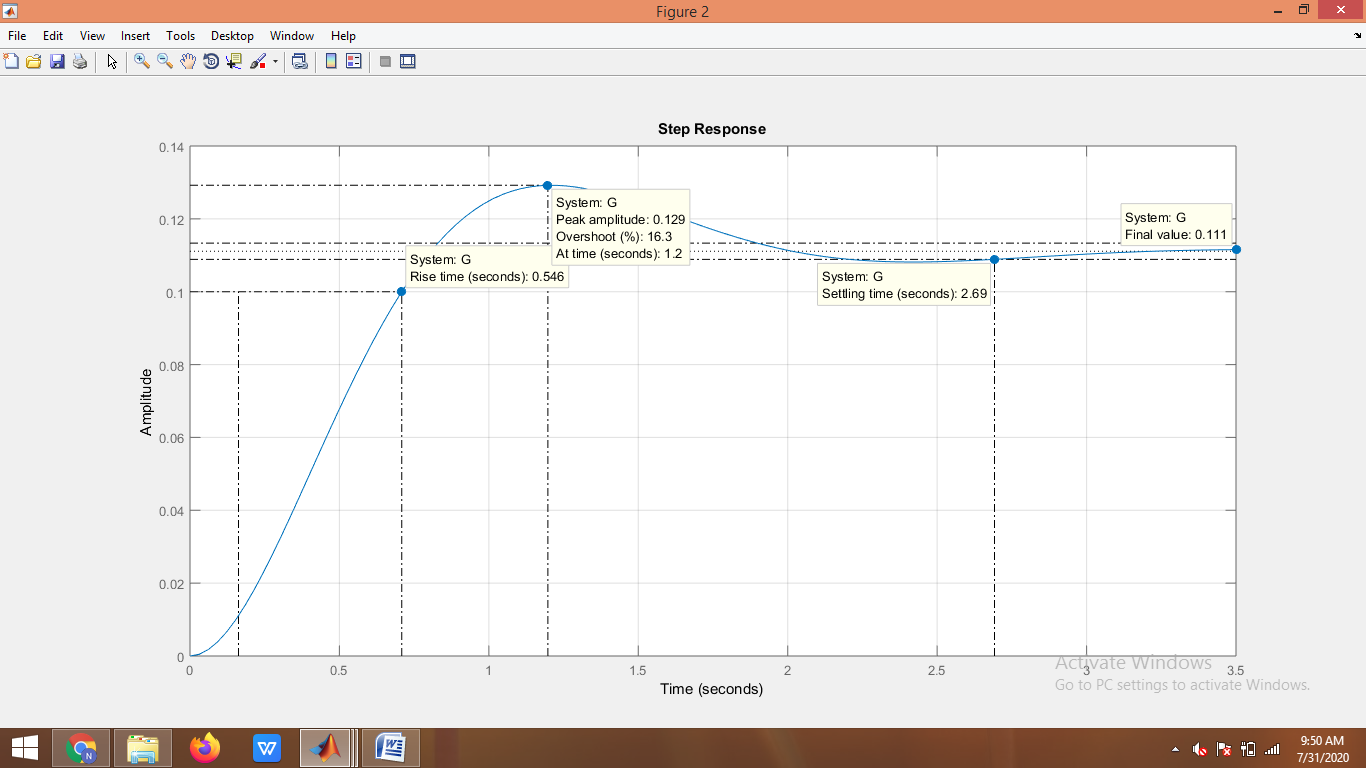 Figure 2
File Edit View Insert Tools Desktop Window Help
Step Response
0.14
0.12
0.1
0.08
0.06
0.04
0.02
0
Amplitude
System: G
Peak amplitude: 0.129
Overshoot (%): 16.3
At time (seconds): 1.2
System: G
Rise time (seconds): 0.546
System: G
Final value: 0.111
System: G
Settling time (seconds): 2.69
0 0.5 1 1.5 2 2.5 3 3.5
Time (seconds)
Activate Windows
Go to PC settings to activate Windows.
N
W
W
9:50 AM
7/31/2020